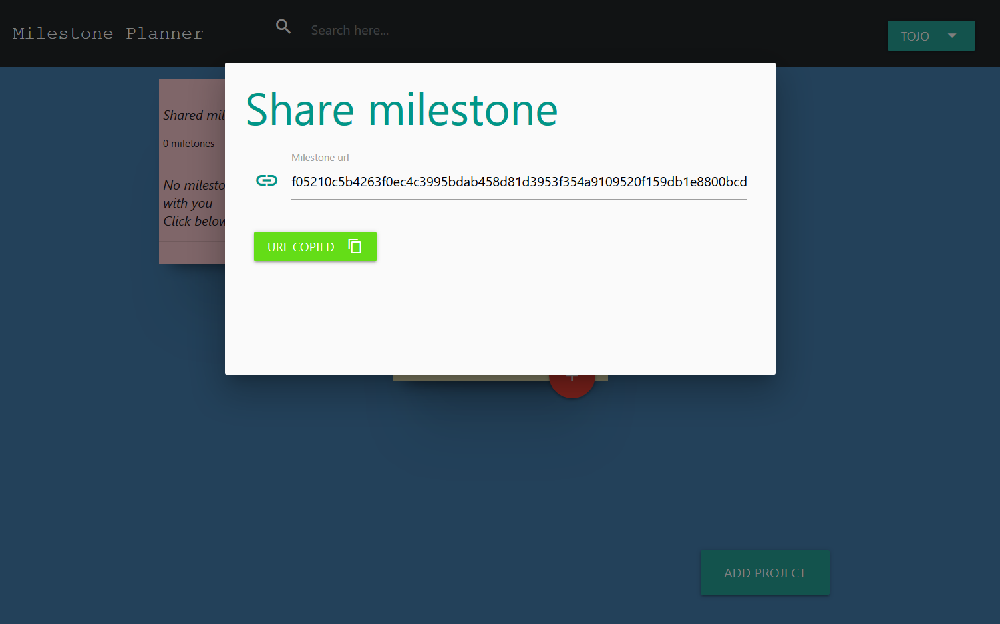 Milestone Planner
Search here...
TOJO
Shared mil
0 miletones
No milesto
with you
Click below
Share milestone
Milestone url
f05210c5b4263f0ec4c3995bdab458d81d3953f354a9109520f159db1e8800bcd
URL COPIED
ADD PROJECT